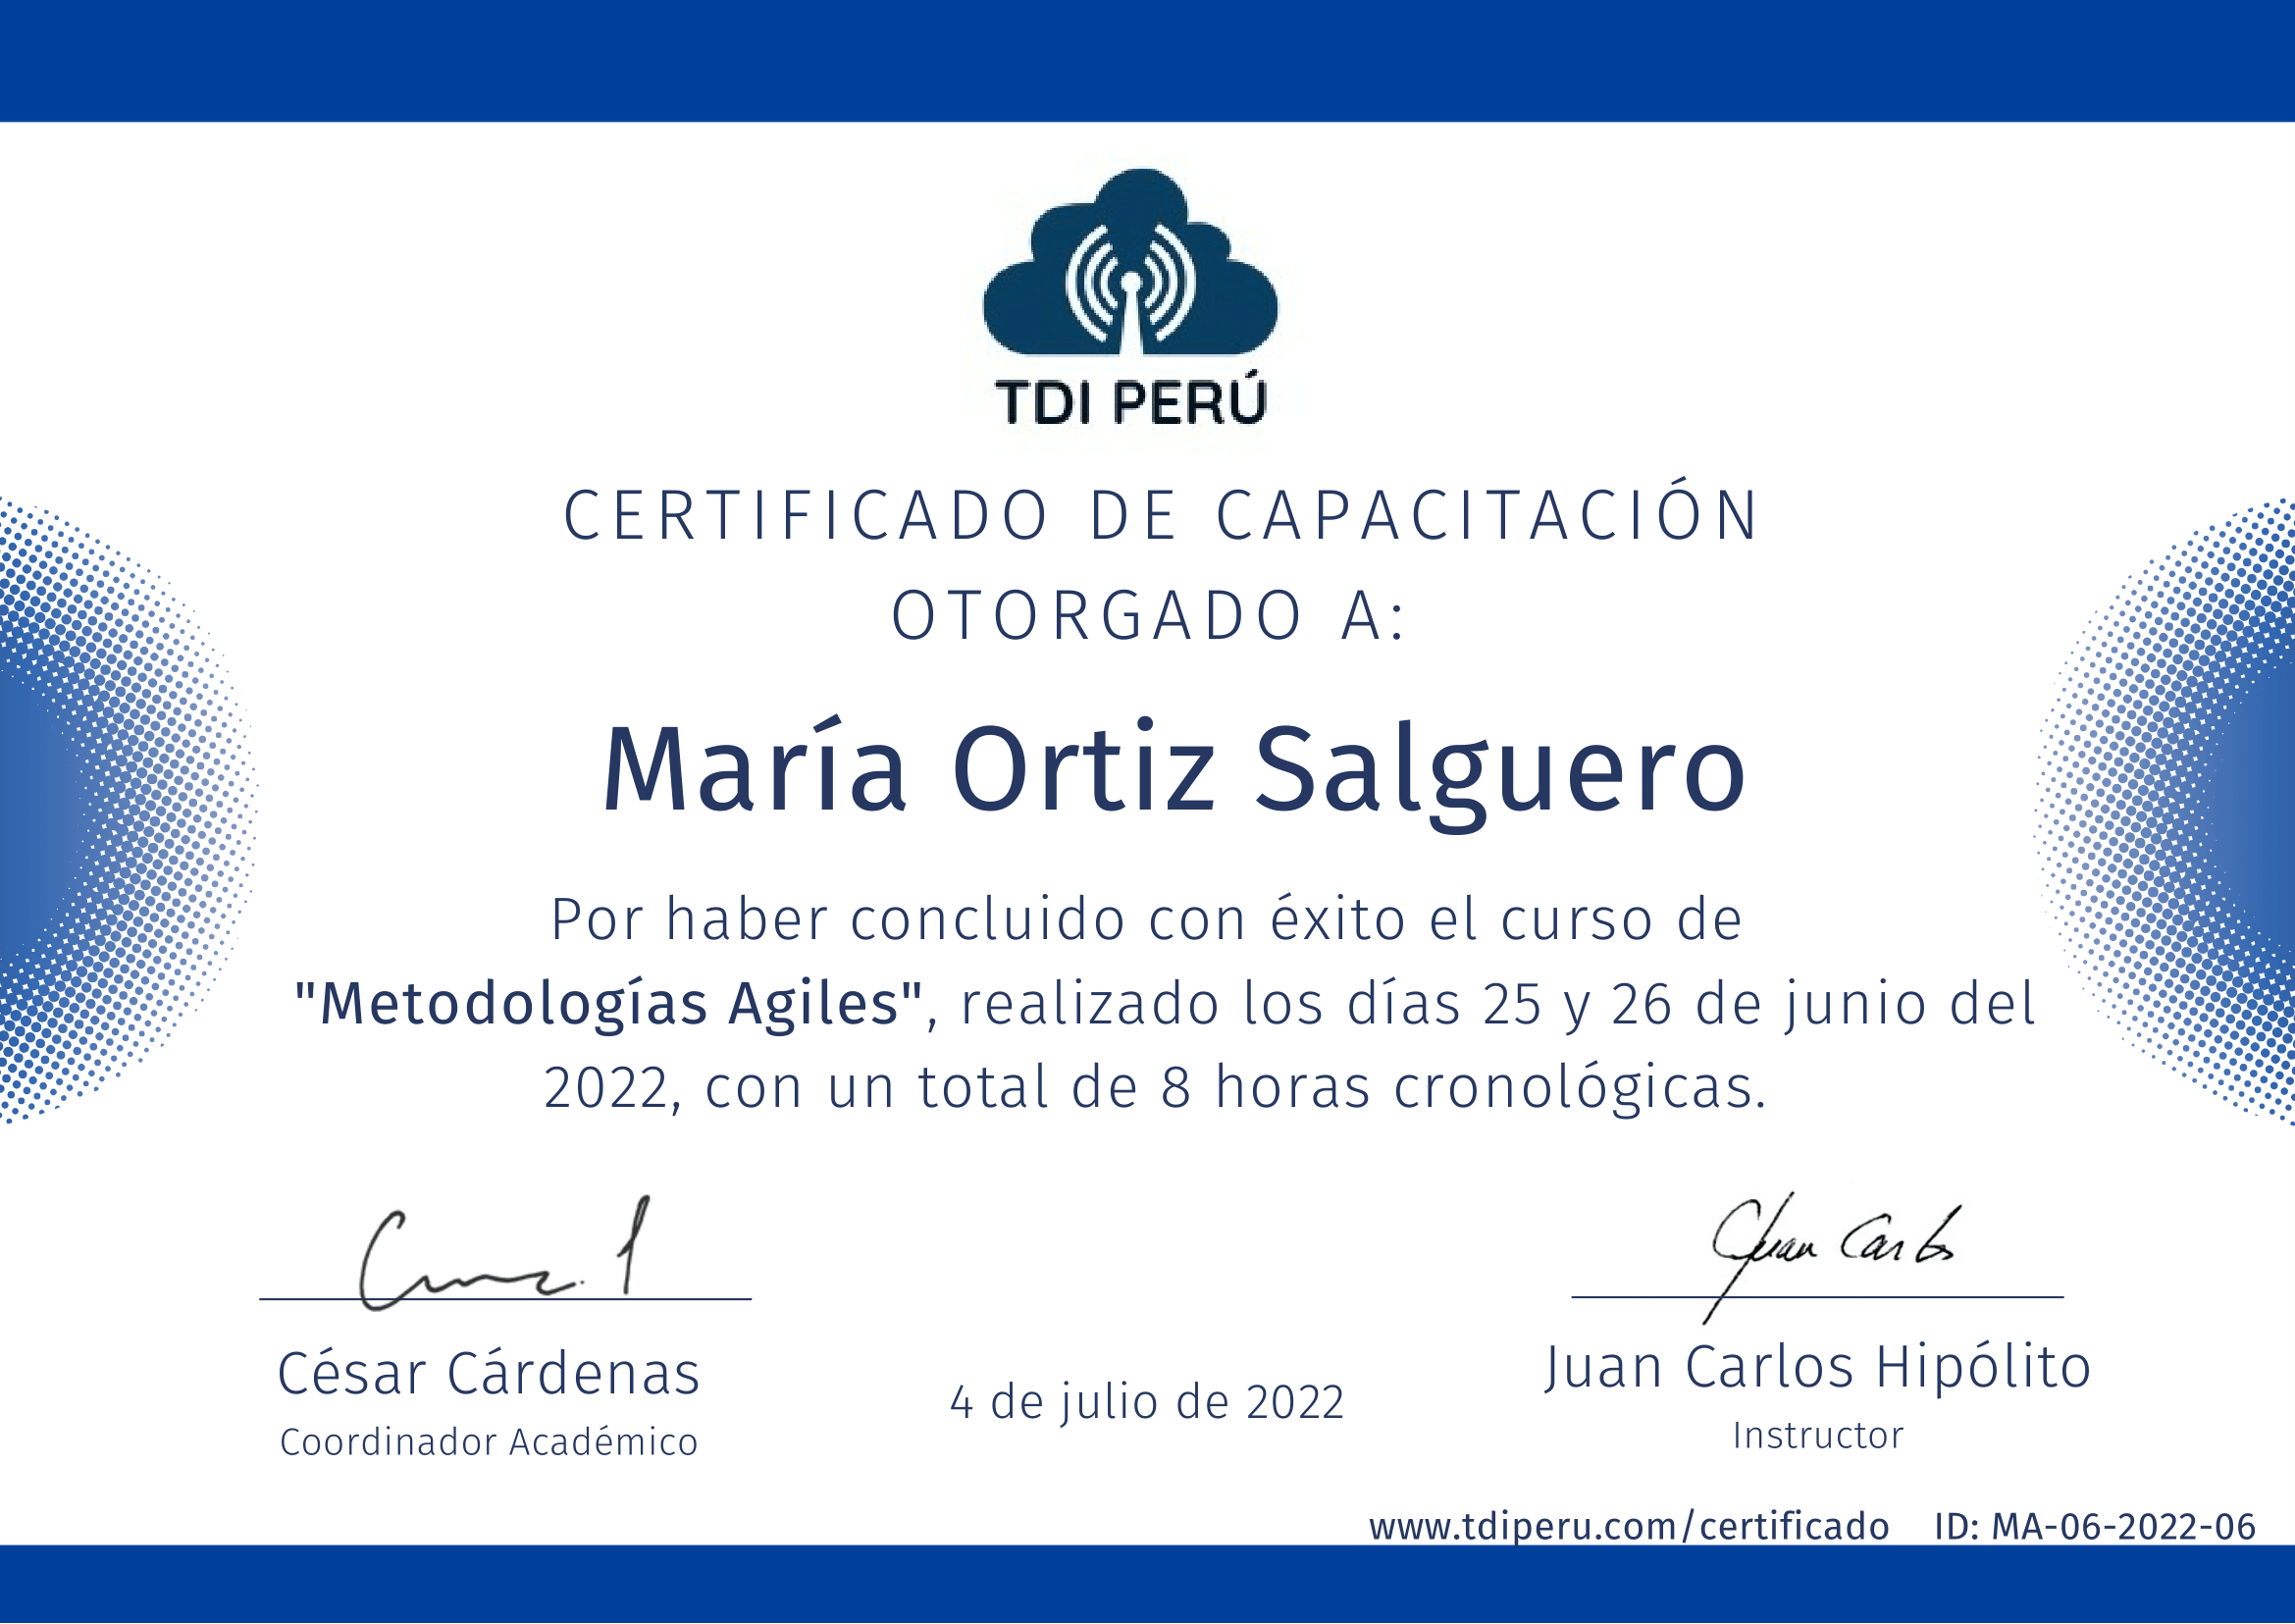 TDI PERÚ
CERTIFICADO DE CAPACITACIÓN
OTORGADO A:
María Ortiz Salguero
Por haber concluido con éxito el curso de
"Metodologías Agiles", realizado los días 25 y 26 de junio del
2022, con un total de 8 horas cronológicas.
Juan Carlos
César Cárdenas
Coordinador Académico
4 de julio de 2022
Juan Carlos Hipólito
Instructor
www.tdiperu.com/certificado ID: MA-06-2022-06